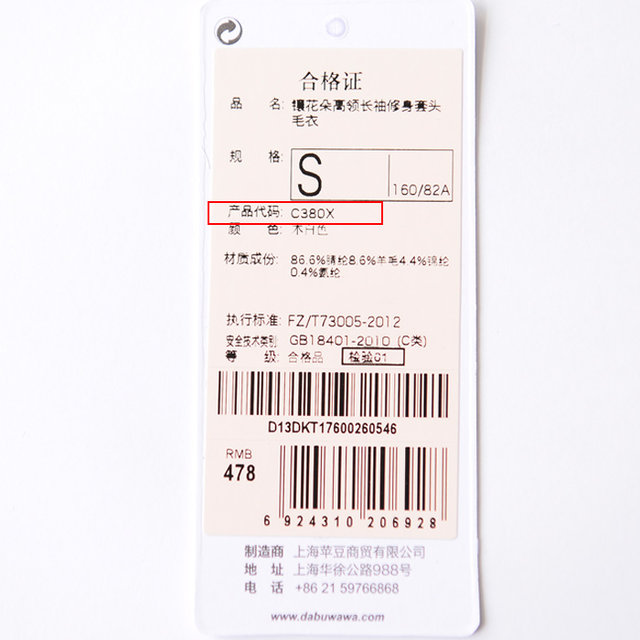 合格证
品 名: 镶花朵高领长袖修身套头
毛衣
规 格: S 160/82A
产品代码: C380X
颜 色: 本白色
材质成份: 86.6%腈纶8.6%羊毛4.4%锦纶
0.4%氨纶
执行标准: FZ/T73005-2012
安全技术类别: GB18401-2010 (C类)
等 级: 合格品 检验01
D13DKT17600260546
RMB
478
6 924310 206928
制造商 上海苹豆商贸有限公司
地 址 上海华徐公路988号
电 话 +86 21 59766868
www.dabuwawa.com